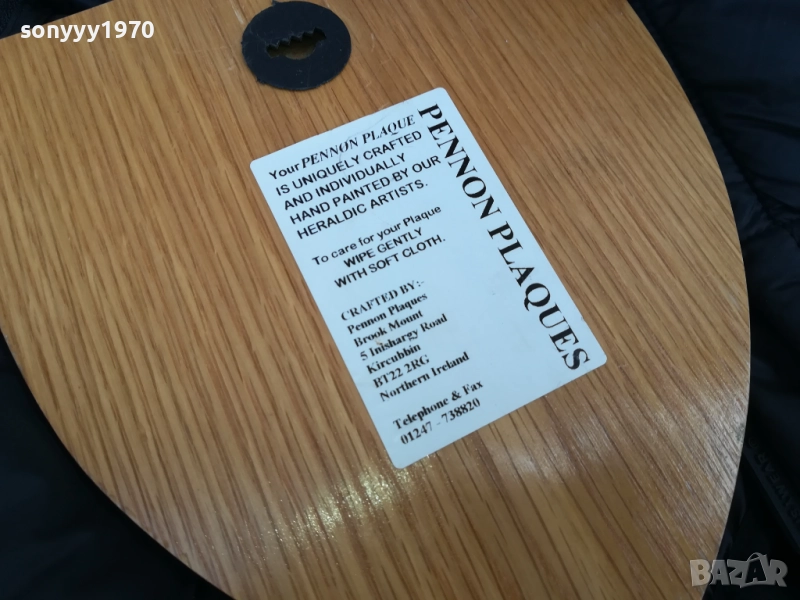 sonyyy1970
Your PENNON PLAQUE
IS UNIQUELY CRAFTED
AND INDIVIDUALLY
HAND PAINTED BY OUR
HERALDIC ARTISTS.
To care for your Plaque
WIPE GENTLY
WITH SOFT CLOTH.
CRAFTED BY:-
Pennon Plaques
Brook Mount
5 Inishargy Road
Kircubbin
BT22 2RG
Northern Ireland
Telephone & Fax
01247 - 738820
PENNON PLAQUES
BAZAR